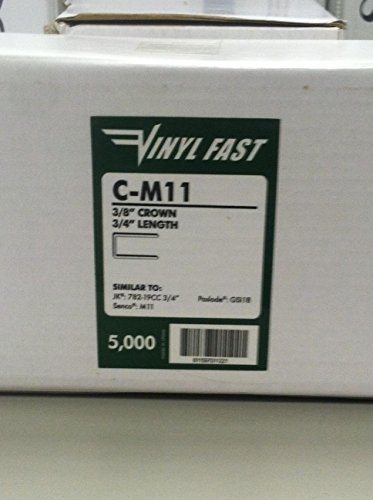 VINYL FAST
C-M11
3/8" CROWN
3/4" LENGTH
SIMILAR TO:
JK®: 782-19CC 3/4" Paslode®: GSI18
Senco®: M11
5,000